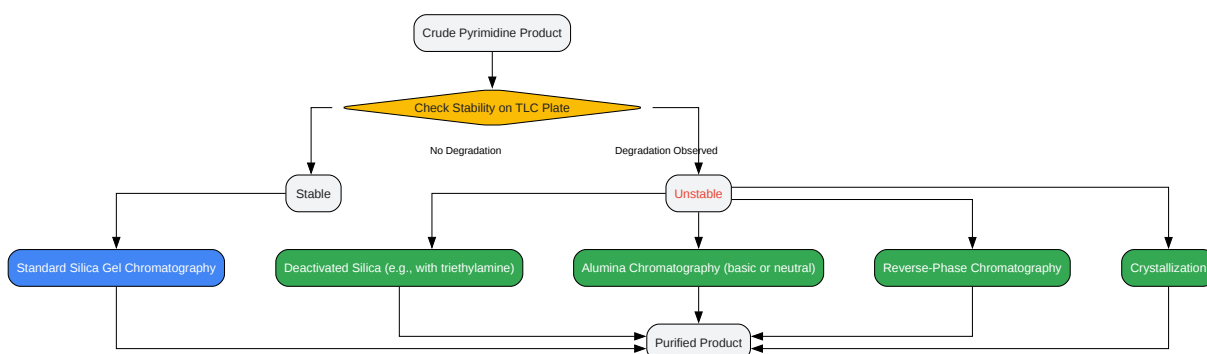 Crude Pyrimidine Product
Check Stability on TLC Plate
No Degradation
Degradation Observed
Stable
Unstable
Standard Silica Gel Chromatography
Deactivated Silica (e.g., with triethylamine)
Alumina Chromatography (basic or neutral)
Reverse-Phase Chromatography
Crystallization
Purified Product